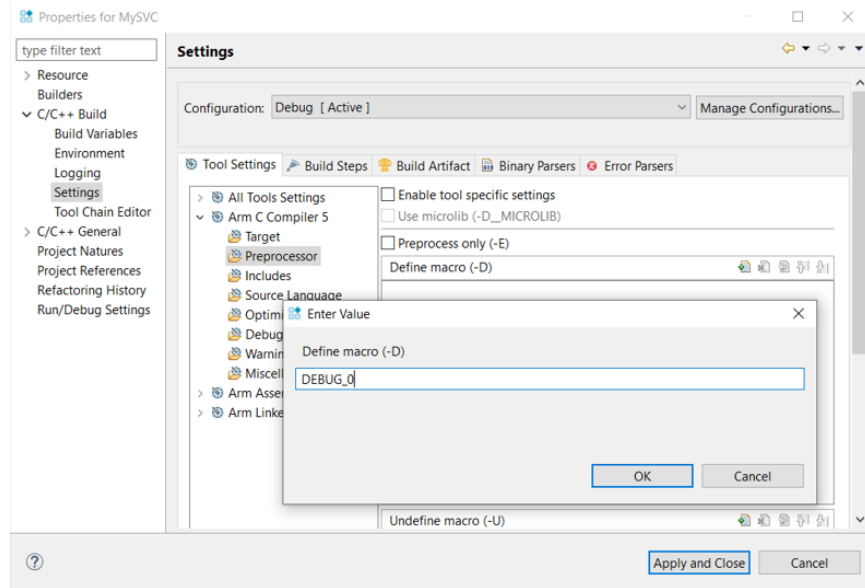 Properties for MySVC
type filter text
Resource
Builders
C/C++ Build
Build Variables
Environment
Logging
Settings
Tool Chain Editor
C/C++ General
Project Natures
Project References
Refactoring History
Run/Debug Settings
Settings
Configuration: Debug [ Active ]
Manage Configurations...
Tool Settings Build Steps Build Artifact Binary Parsers Error Parsers
All Tools Settings
Arm C Compiler 5
Target
Preprocessor
Includes
Source Language
Optim
Debug
Warnin
Miscell
Arm Asse
Arm Linke
Enable tool specific settings
Use microlib (-D__MICROLIB)
Preprocess only (-E)
Define macro (-D)
Enter Value
Define macro (-D)
DEBUG_0
OK Cancel
Undefine macro (-U)
Apply and Close Cancel